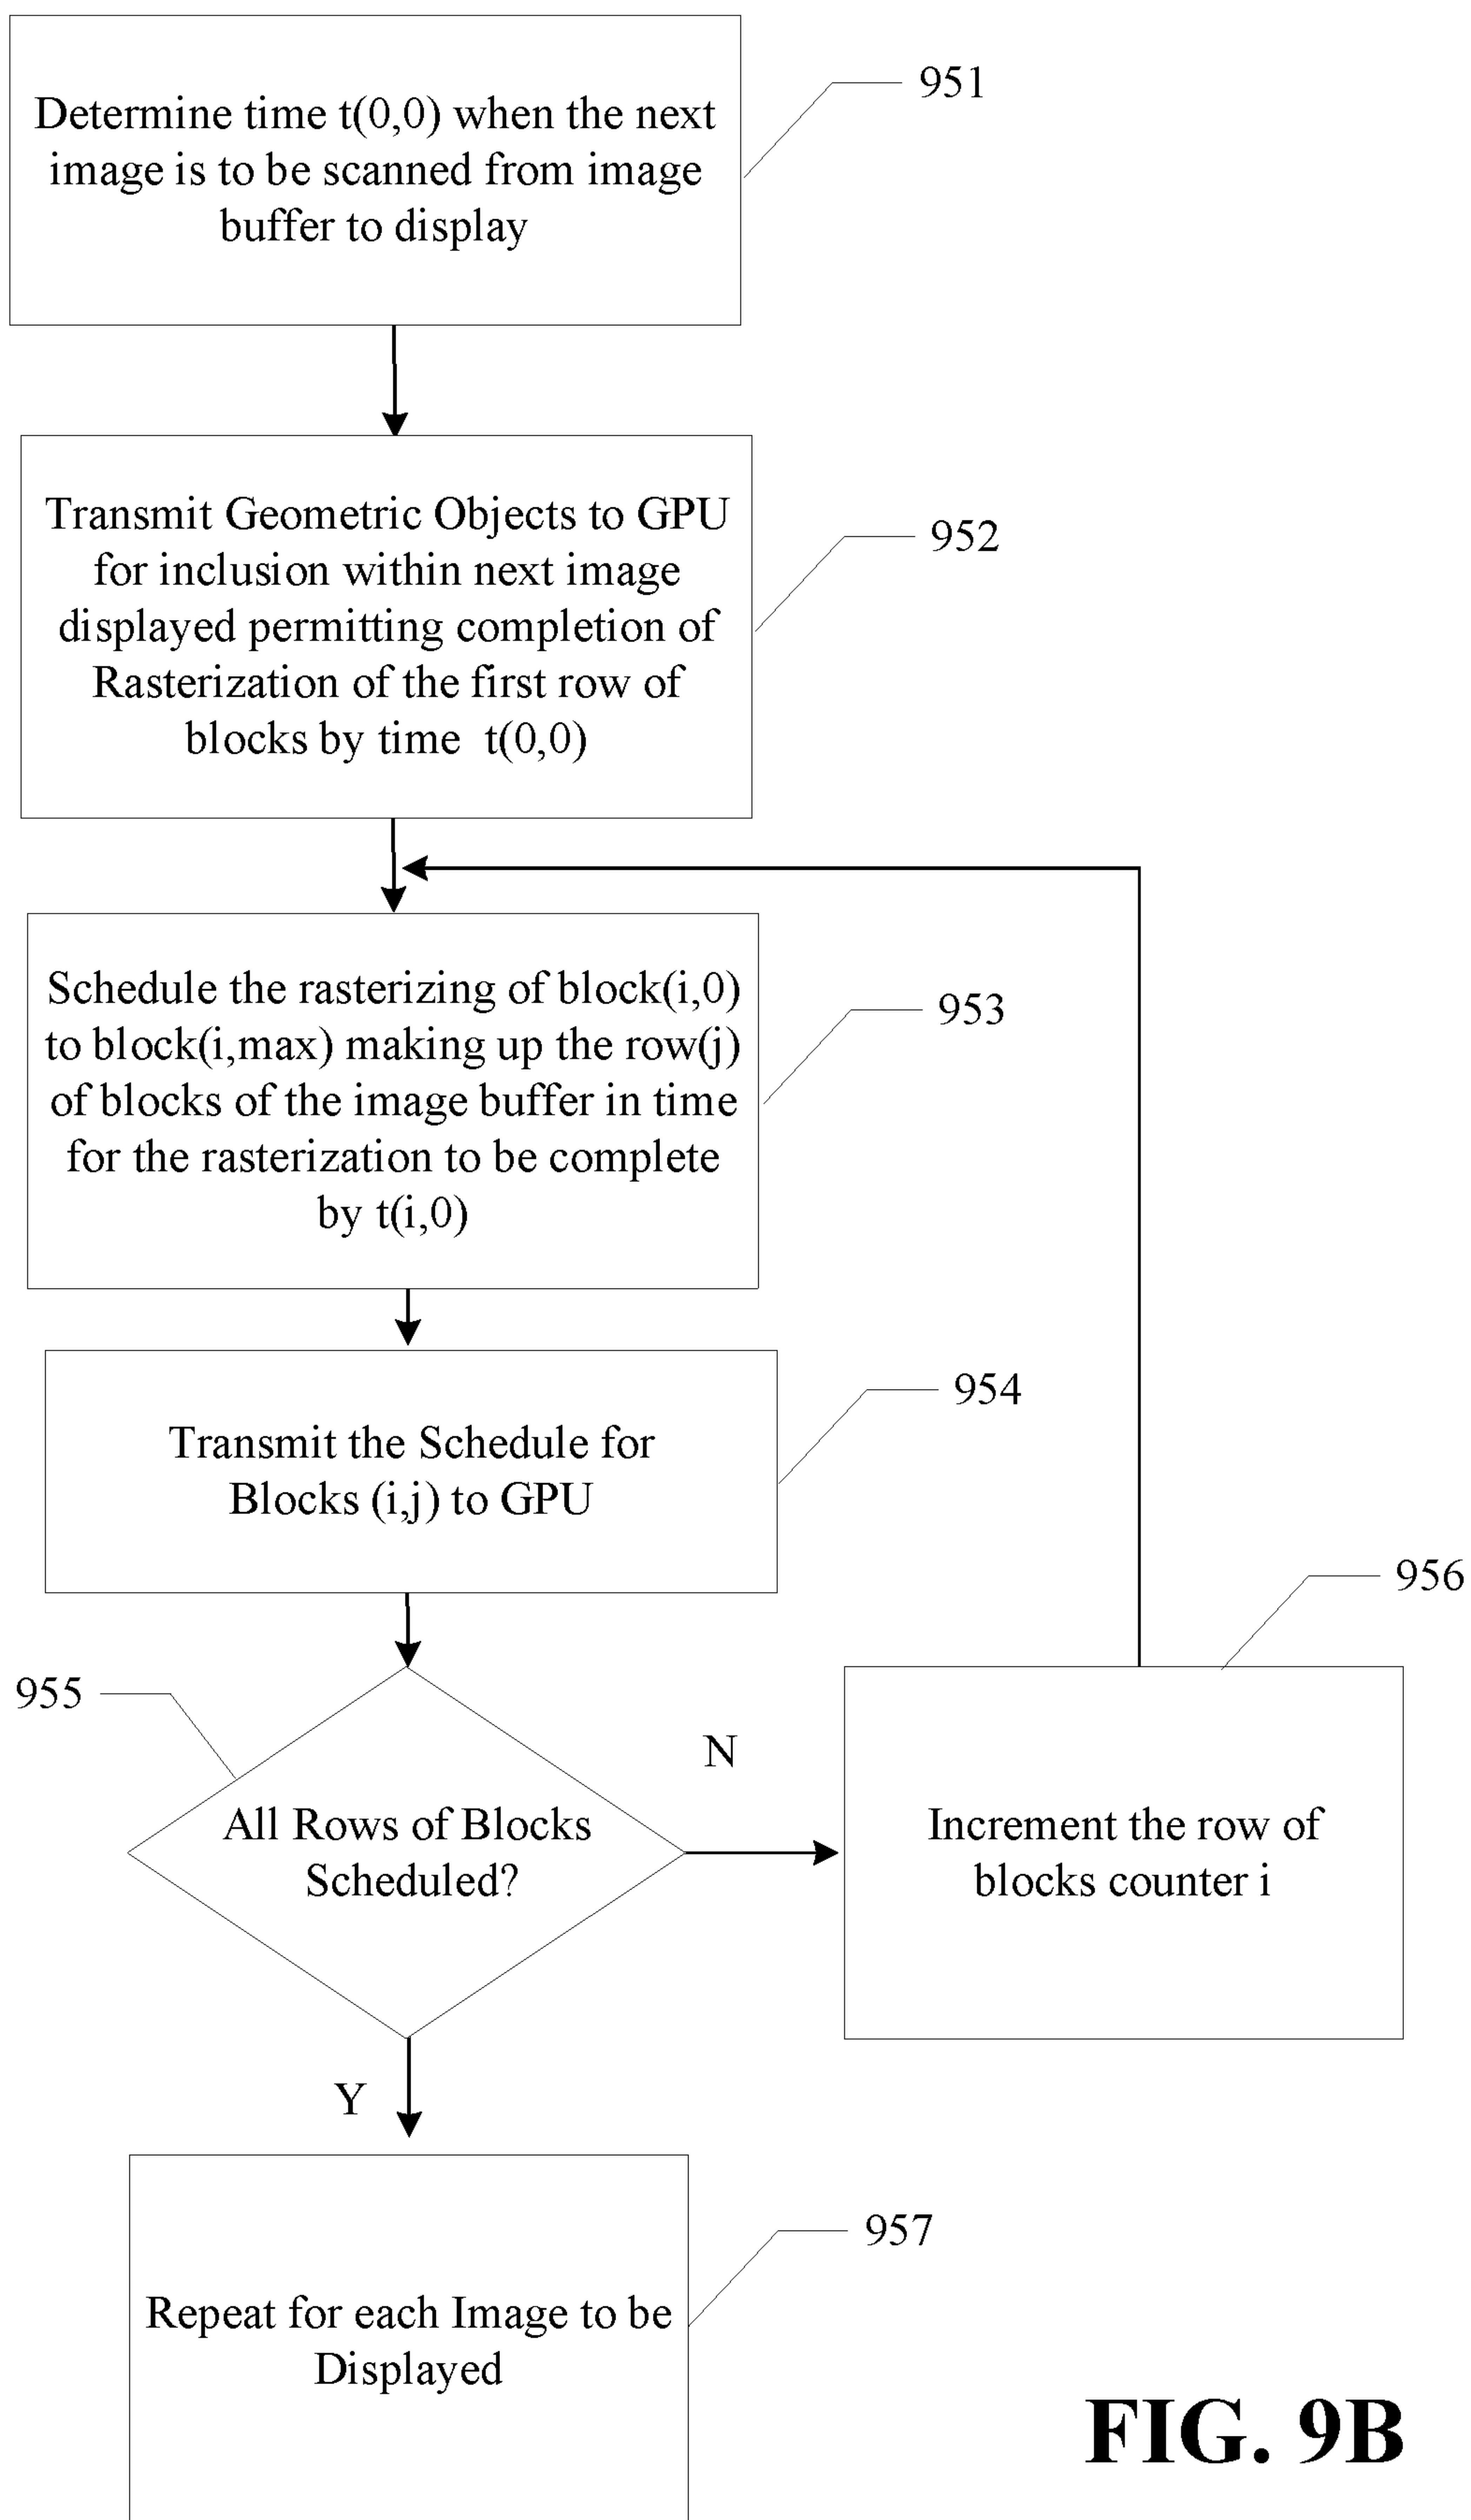 951
Determine time t(0,0) when the next
image is to be scanned from image
buffer to display
952
Transmit Geometric Objects to GPU
for inclusion within next image
displayed permitting completion of
Rasterization of the first row of
blocks by time t(0,0)
953
Schedule the rasterizing of block(i,0)
to block(i,max) making up the row(j)
of blocks of the image buffer in time
for the rasterization to be complete
by t(i,0)
954
Transmit the Schedule for
Blocks (i,j) to GPU
955
All Rows of Blocks
Scheduled?
N
956
Increment the row of
blocks counter i
Y
957
Repeat for each Image to be
Displayed
FIG. 9B